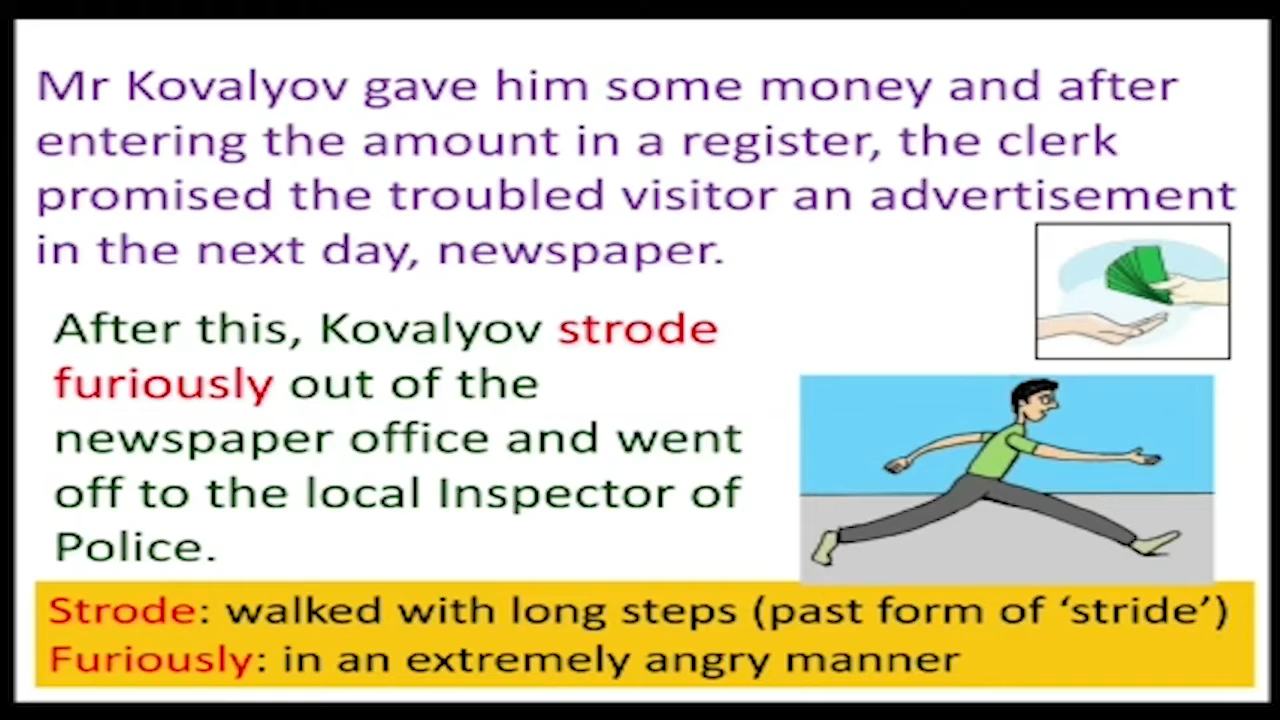 Mr Kovalyov gave him some money and after
entering the amount in a register, the clerk
promised the troubled visitor an advertisement
in the next day, newspaper.
After this, Kovalyov strode
furiously out of the
newspaper office and went
off to the local Inspector of
Police.
Strode: walked with long steps (past form of ‘stride’)
Furiously: in an extremely angry manner